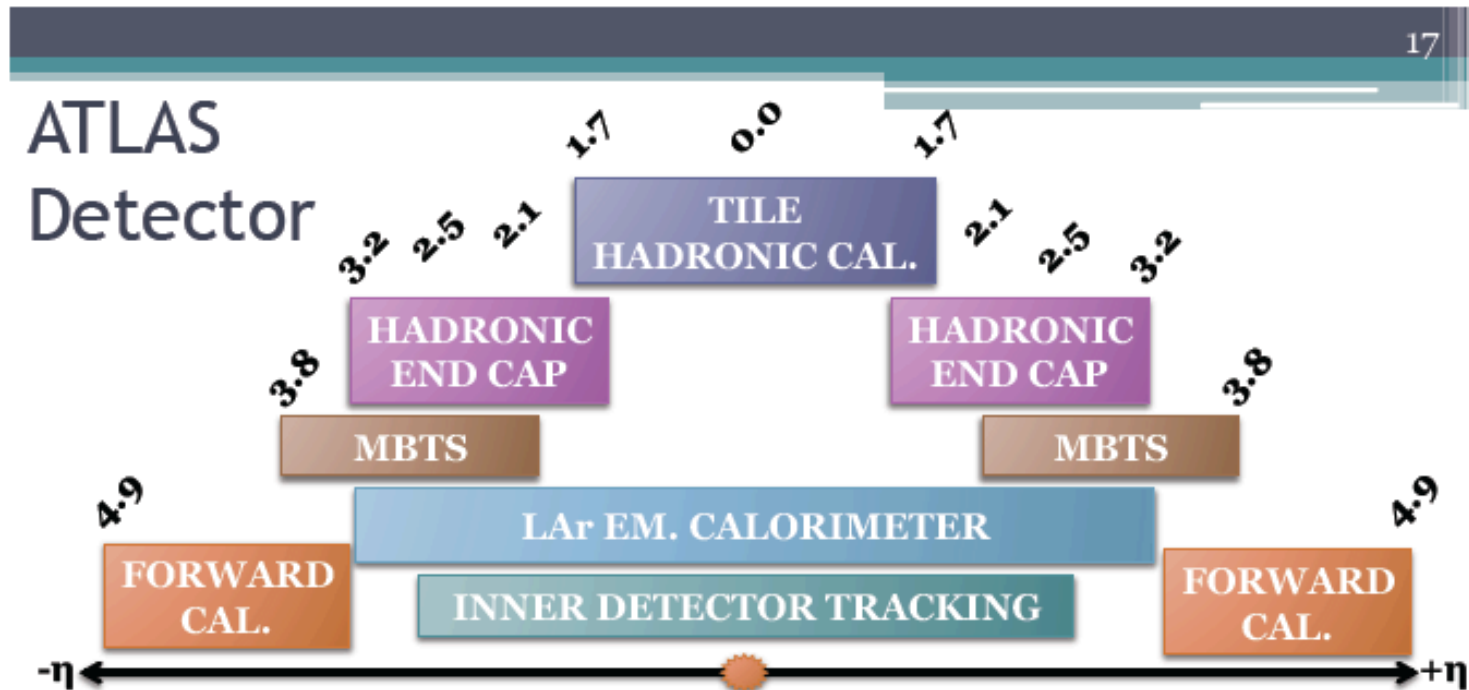 17
ATLAS
Detector
1.7
0.0
1.7
TILE
HADRONIC CAL.
3.2
2.5
2.1
2.1
2.5
3.2
HADRONIC
END CAP
HADRONIC
END CAP
3.8
3.8
MBTS
MBTS
4.9
4.9
LAr EM. CALORIMETER
FORWARD
CAL.
INNER DETECTOR TRACKING
FORWARD
CAL.
-η
+η